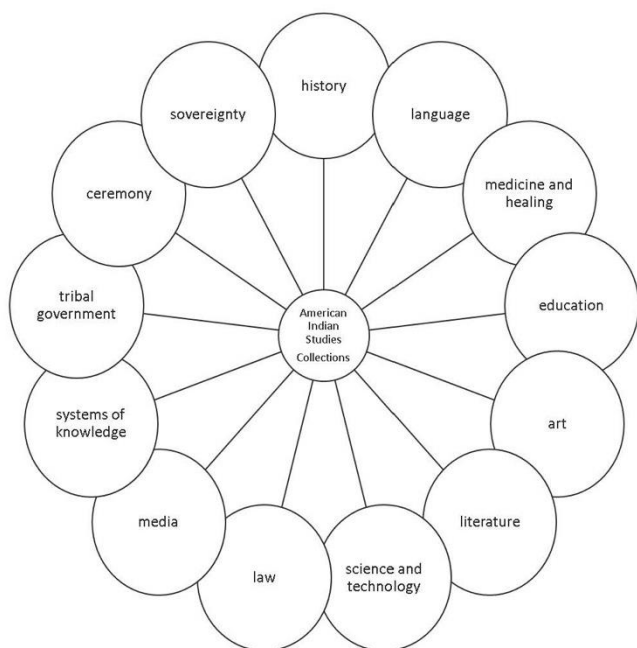 history
language
medicine and
healing
education
art
literature
science and
technology
law
media
systems of
knowledge
tribal
government
ceremony
sovereignty
American
Indian
Studies
Collections